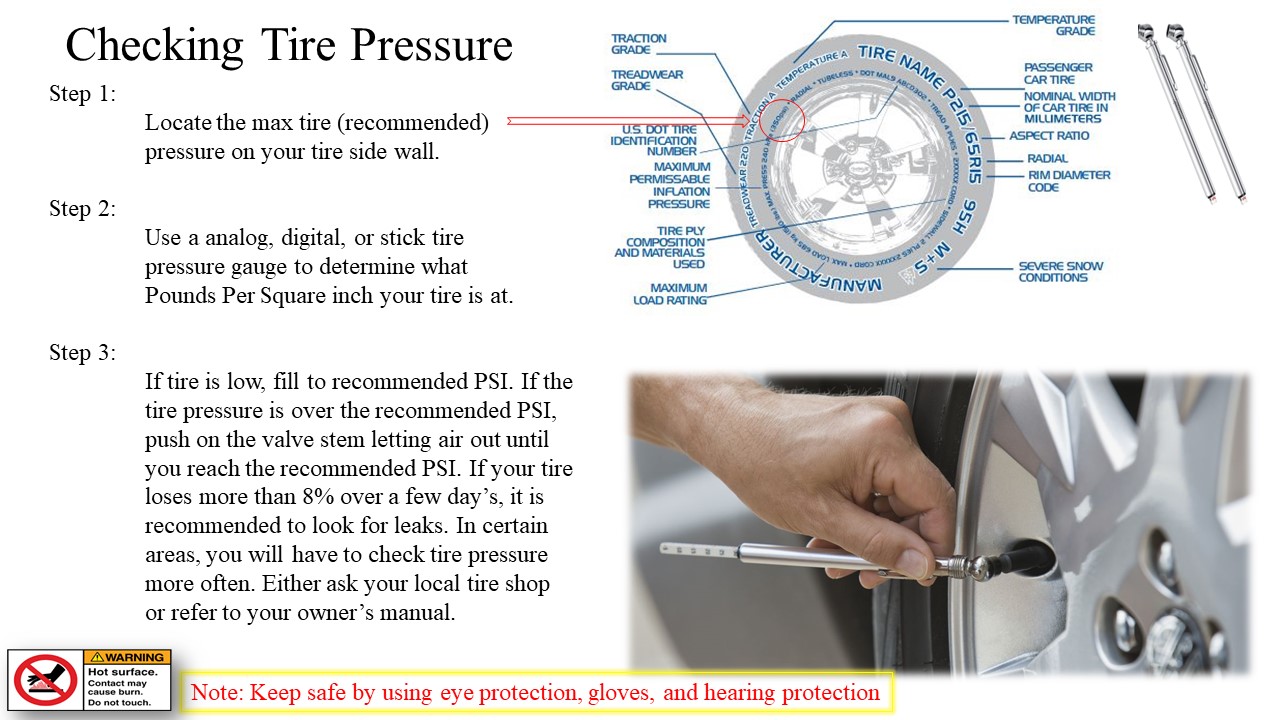 Checking Tire Pressure
Step 1:
Locate the max tire (recommended)
pressure on your tire side wall.
Step 2:
Use a analog, digital, or stick tire
pressure gauge to determine what
Pounds Per Square inch your tire is at.
Step 3:
If tire is low, fill to recommended PSI. If the
tire pressure is over the recommended PSI,
push on the valve stem letting air out until
you reach the recommended PSI. If your tire
loses more than 8% over a few day’s, it is
recommended to look for leaks. In certain
areas, you will have to check tire pressure
more often. Either ask your local tire shop
or refer to your owner’s manual.
TRACTION
GRADE
TREADWEAR
GRADE
U.S. DOT TIRE
IDENTIFICATION
NUMBER
MAXIMUM
PERMISSABLE
INFLATION
PRESSURE
TIRE PLY
COMPOSITION
AND MATERIALS
USED
MAXIMUM
LOAD RATING
TEMPERATURE
GRADE
PASSENGER
CAR TIRE
NOMINAL WIDTH
OF CAR TIRE IN
MILLIMETERS
ASPECT RATIO
RADIAL
RIM DIAMETER
CODE
SEVERE SNOW
CONDITIONS
MANUFACTURER TREADWEAR 220 TRACTION A TEMPERATURE A TIRE NAME P215/65R15 95H M+S
RADIAL • TUBELESS • DOT MAL9 ABCD302 • TREAD 4 PLIES
SIDEWALL 2 PLIES 2XXXXX CORD • MAX LOAD 685 kg
MAX PRESS 240
WARNING
Hot surface.
Contact may
cause burn.
Do not touch.
Note: Keep safe by using eye protection, gloves, and hearing protection